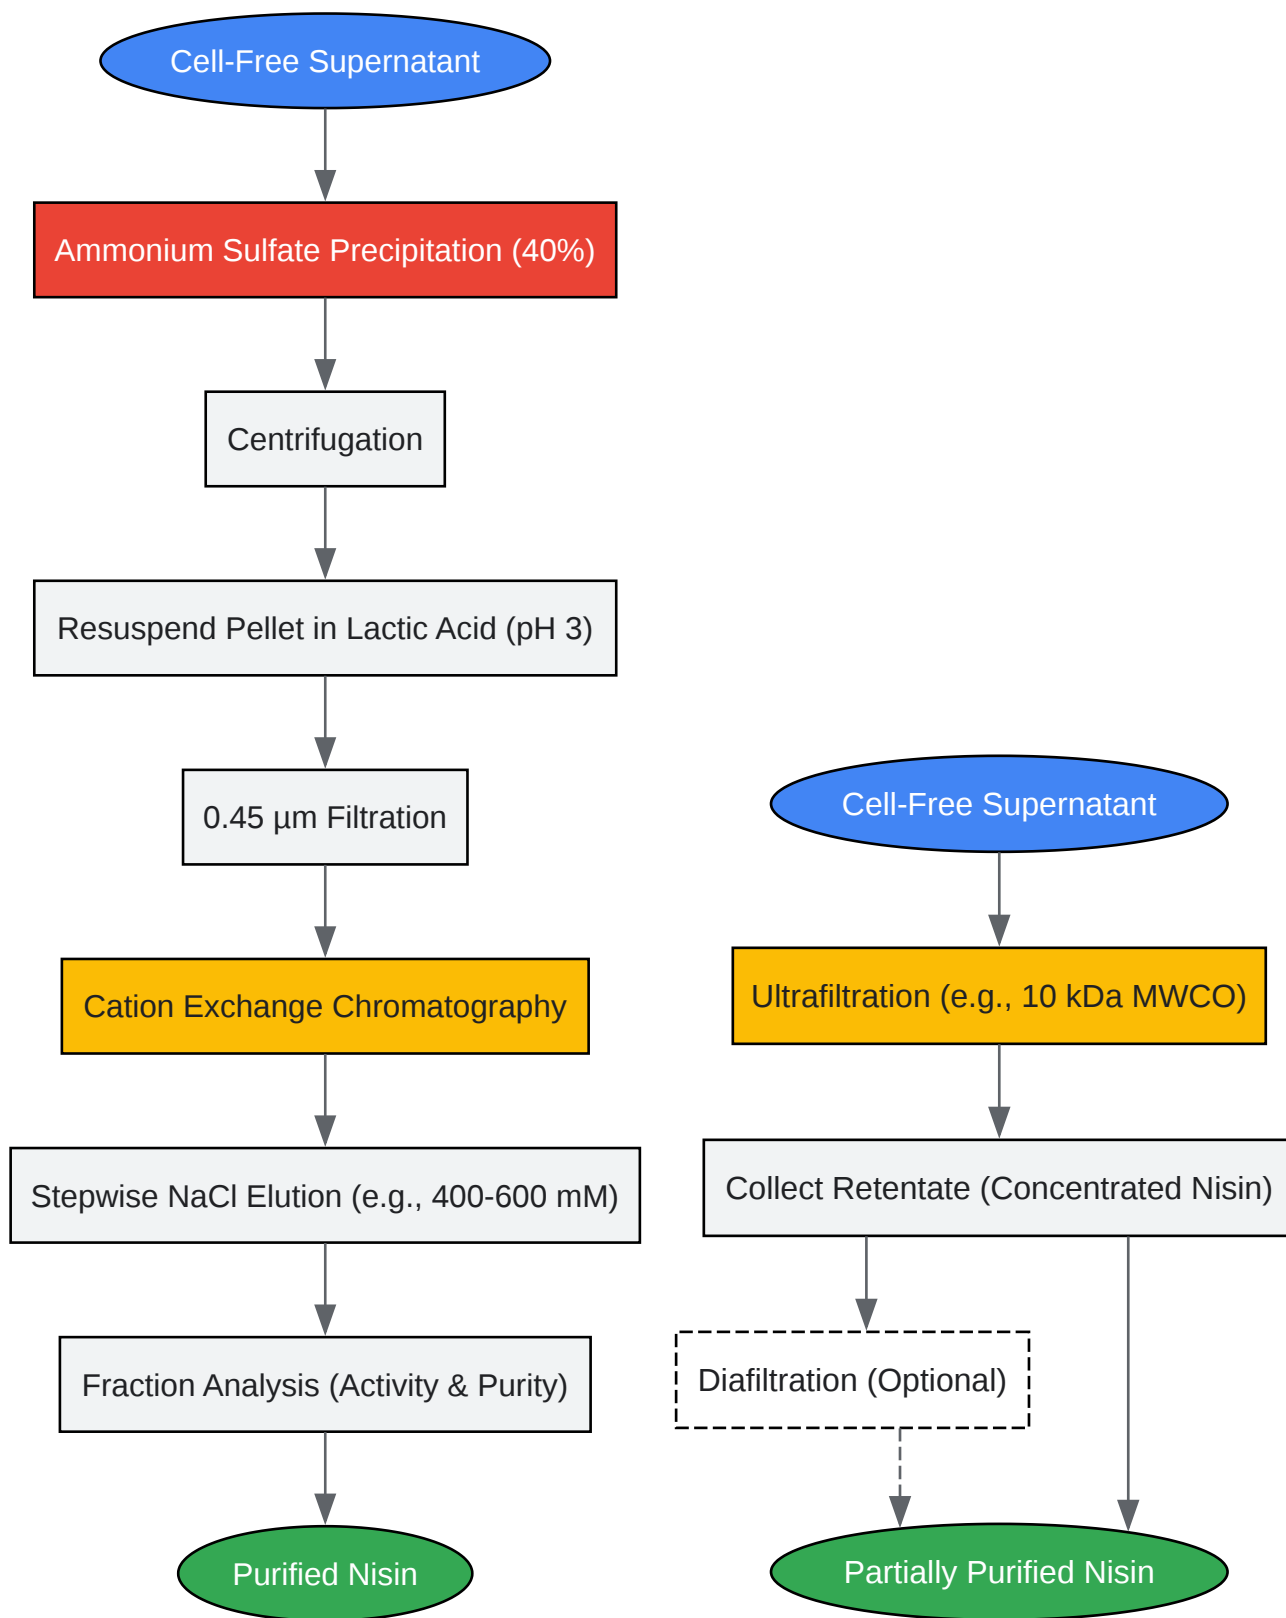 Cell-Free Supernatant
Ammonium Sulfate Precipitation (40%)
Centrifugation
Resuspend Pellet in Lactic Acid (pH 3)
0.45 µm Filtration
Cation Exchange Chromatography
Stepwise NaCl Elution (e.g., 400-600 mM)
Fraction Analysis (Activity & Purity)
Purified Nisin
Cell-Free Supernatant
Ultrafiltration (e.g., 10 kDa MWCO)
Collect Retentate (Concentrated Nisin)
Diafiltration (Optional)
Partially Purified Nisin